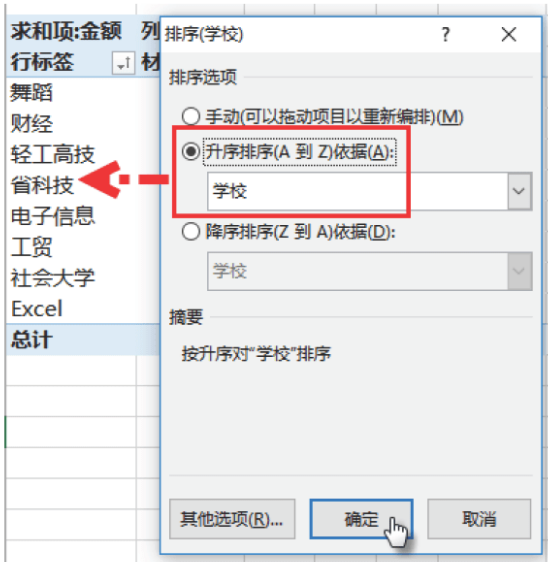 求和项:金额 列
行标签 材
舞蹈
财经
轻工高技
省科技
电子信息
工贸
社会大学
Excel
总计
排序(学校) ?
排序选项
手动(可以拖动项目以重新编排)(M)
升序排序(A 到 Z)依据(A):
学校
降序排序(Z 到 A)依据(D):
学校
摘要
按升序对"学校"排序
其他选项(R)... 确定 取消